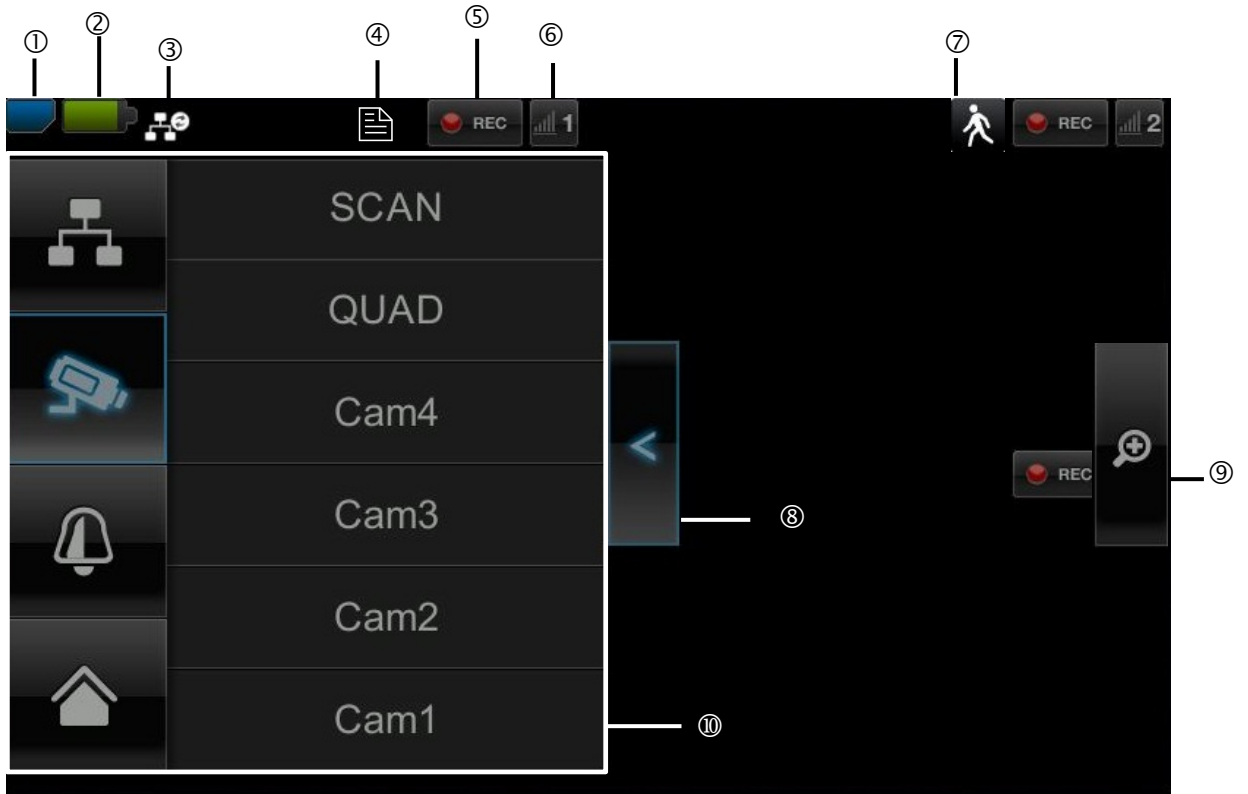 ① ② ③ ④ ⑤ ⑥ ⑦
REC 1 REC 2
SCAN
QUAD
Cam4
<
REC ⑨
Cam3
⑧
Cam2
Cam1 ⑩